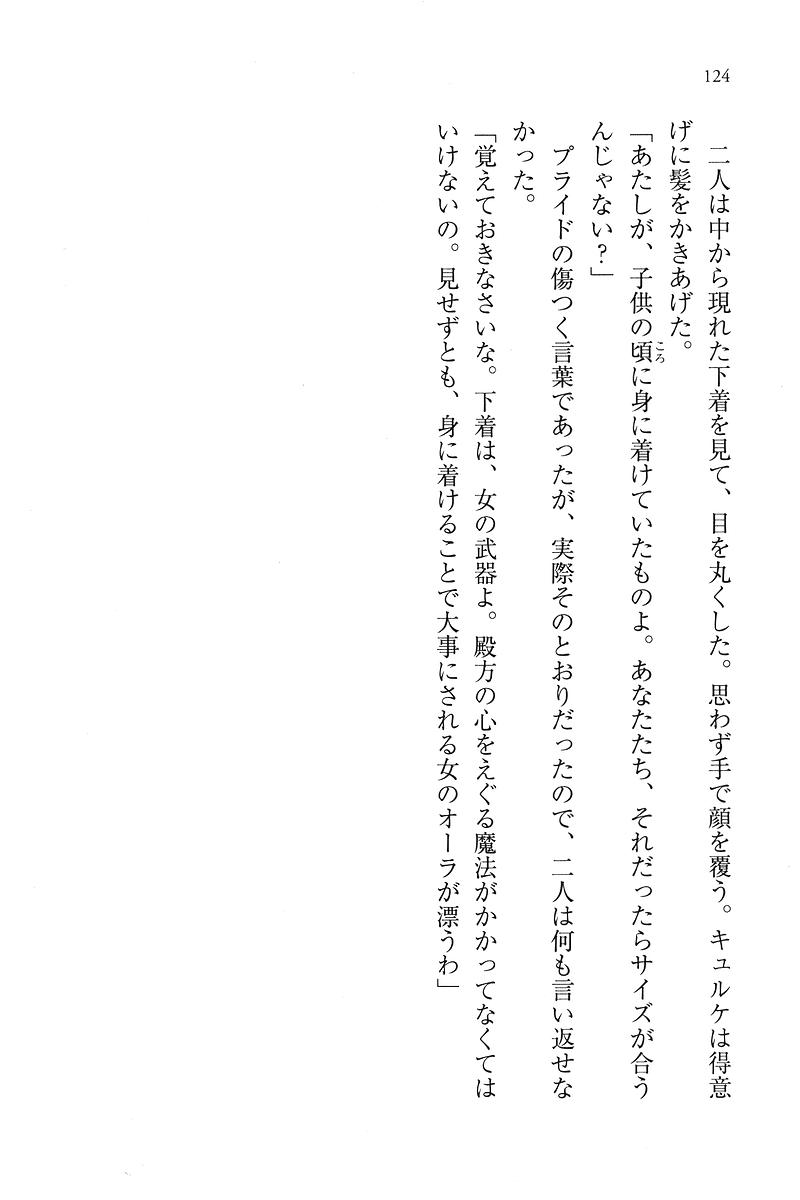 124
二人は中から現れた下着を見て、目を丸くした。思わず手で顔を覆う。キュルケは得意
げに髪をかきあげた。
「あたしが、子供の頃に身に着けていたものよ。あなたたち、それだったらサイズが合う
ころ
んじゃない？」
プライドの傷つく言葉であったが、実際そのとおりだったので、二人は何も言い返せな
かった。
「覚えておきなさいな。下着は、女の武器よ。殿方の心をえぐる魔法がかかってなくては
いけないの。見せずとも、身に着けることで大事にされる女のオーラが漂うわ」